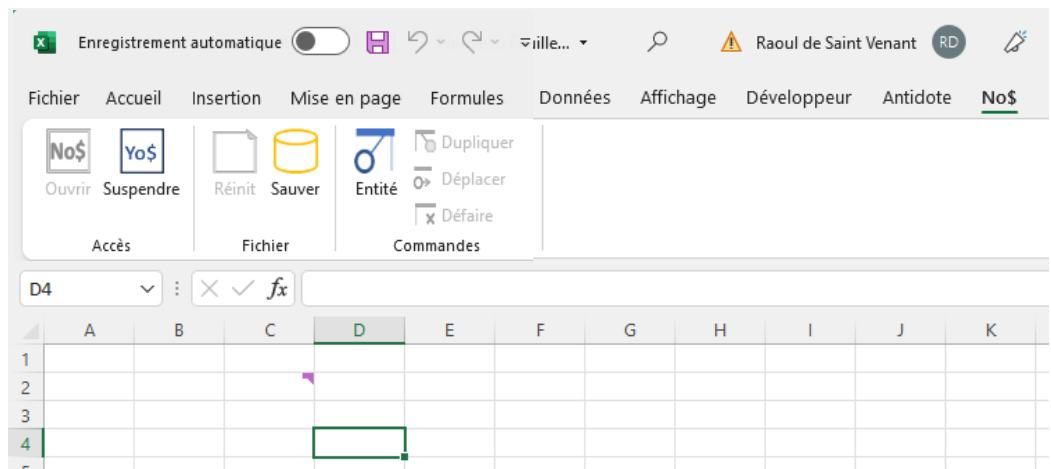 Enregistrement automatique uille... Raoul de Saint Venant RD
Fichier Accueil Insertion Mise en page Formules Données Affichage Développeur Antidote No$
No$ Yo$ Dupliquer
Déplacer
Ouvrir Suspendre Réinit Sauver Entité
Défaire
Accès Fichier Commandes
D4 fx
A B C D E F G H I J K
1
2
3
4